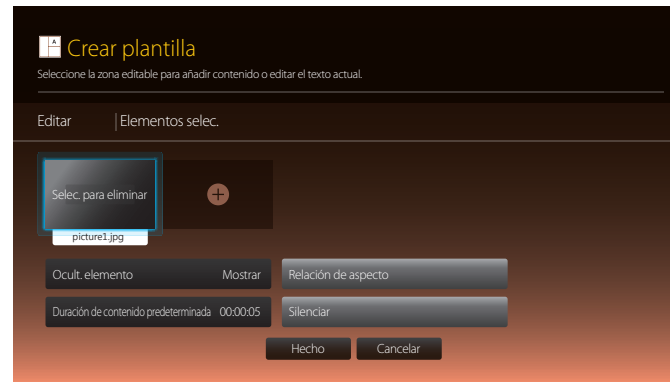 Crear plantilla
Seleccione la zona editable para añadir contenido o editar el texto actual.
Editar Elementos selec.
Selec. para eliminar
picture1.jpg
Ocult. elemento Mostrar Relación de aspecto
Duración de contenido predeterminada 00:00:05 Silenciar
Hecho Cancelar